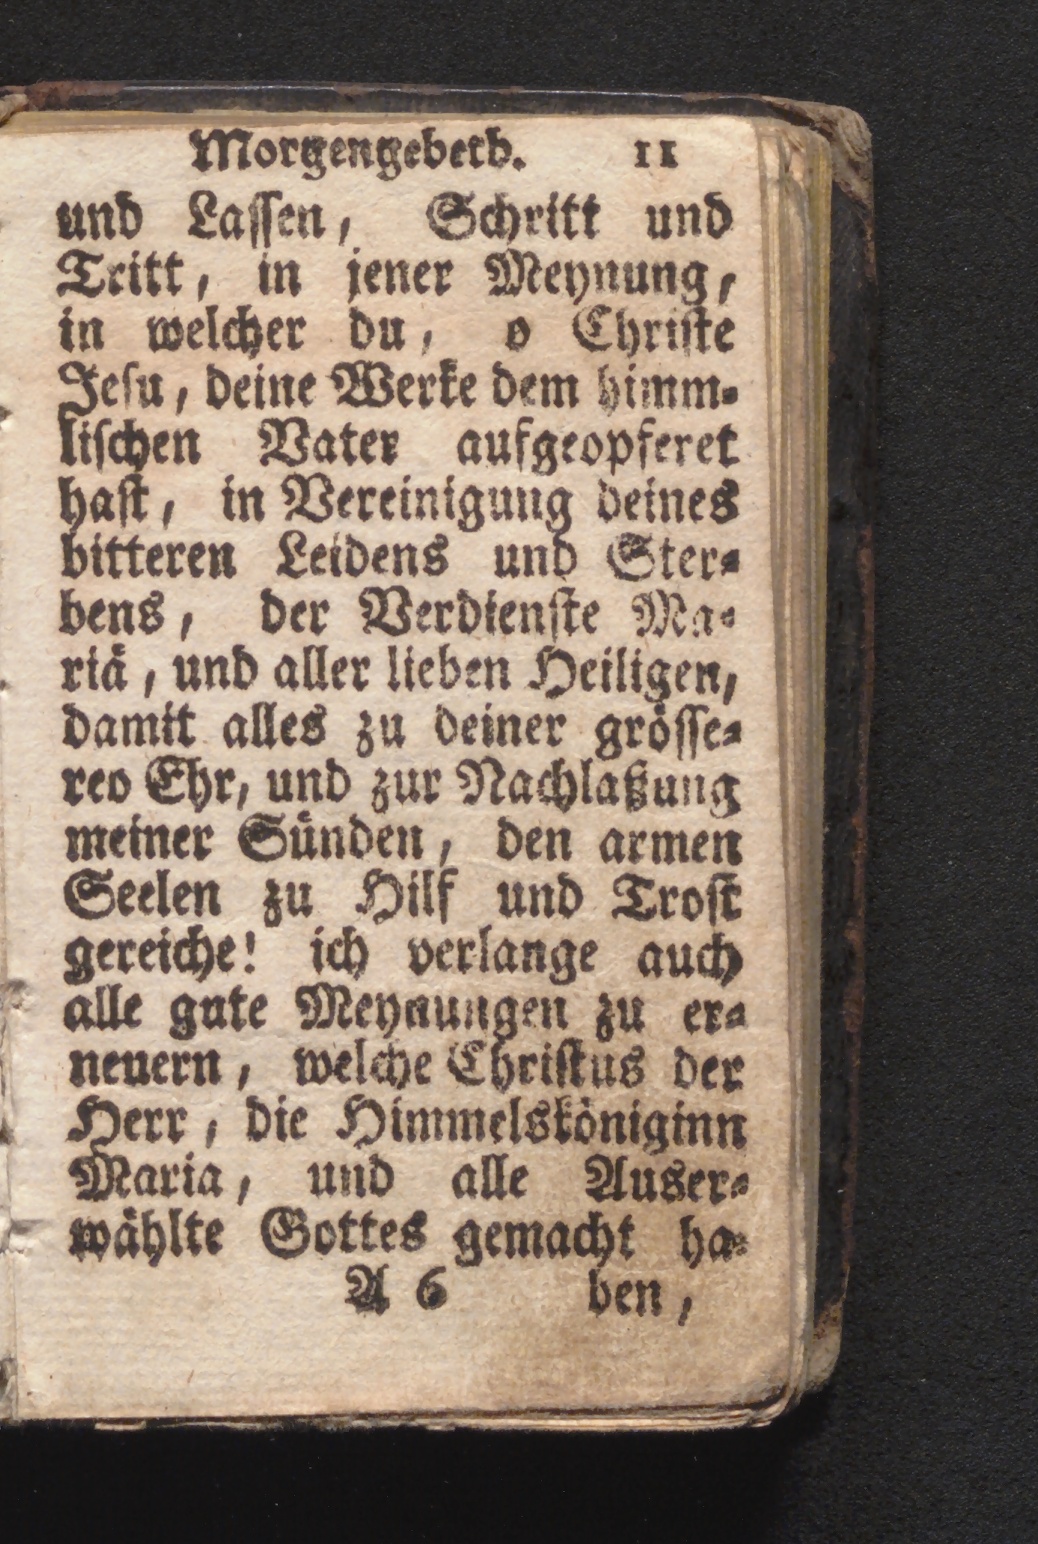 Morgengebeth. 11
und Lassen, Schritt und
Tritt, in jener Meynung,
in welcher du, o Christe
Jesu, deine Werke dem himm-
lischen Vater aufgeopferet
hast, in Vereinigung deines
bitteren Leidens und Ster-
bens, der Verdienste Ma-
riä, und aller lieben Heiligen,
damit alles zu deiner grösse-
reo Ehr, und zur Nachlaßung
meiner Sünden, den armen
Seelen zu Hilf und Trost
gereiche! ich verlange auch
alle gute Meynungen zu er-
neuern, welche Christus der
Herr, die Himmelsköniginn
Maria, und alle Auser-
wählte Gottes gemacht ha-
A 6 ben,